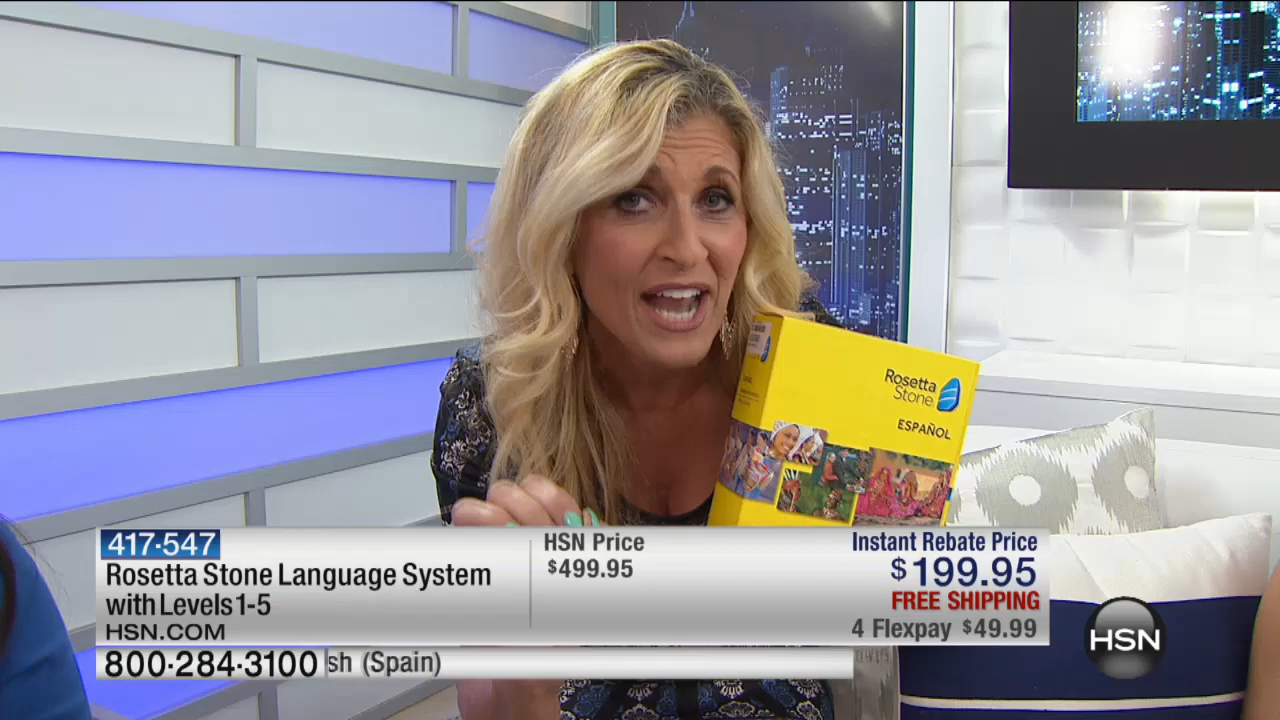 Rosetta
Stone
ESPAÑOL
417-547
Rosetta Stone Language System
with Levels 1-5
HSN.COM
HSN Price
$499.95
Instant Rebate Price
$199.95
FREE SHIPPING
4 Flexpay $49.99
HSN
800-284-3100 sh (Spain)